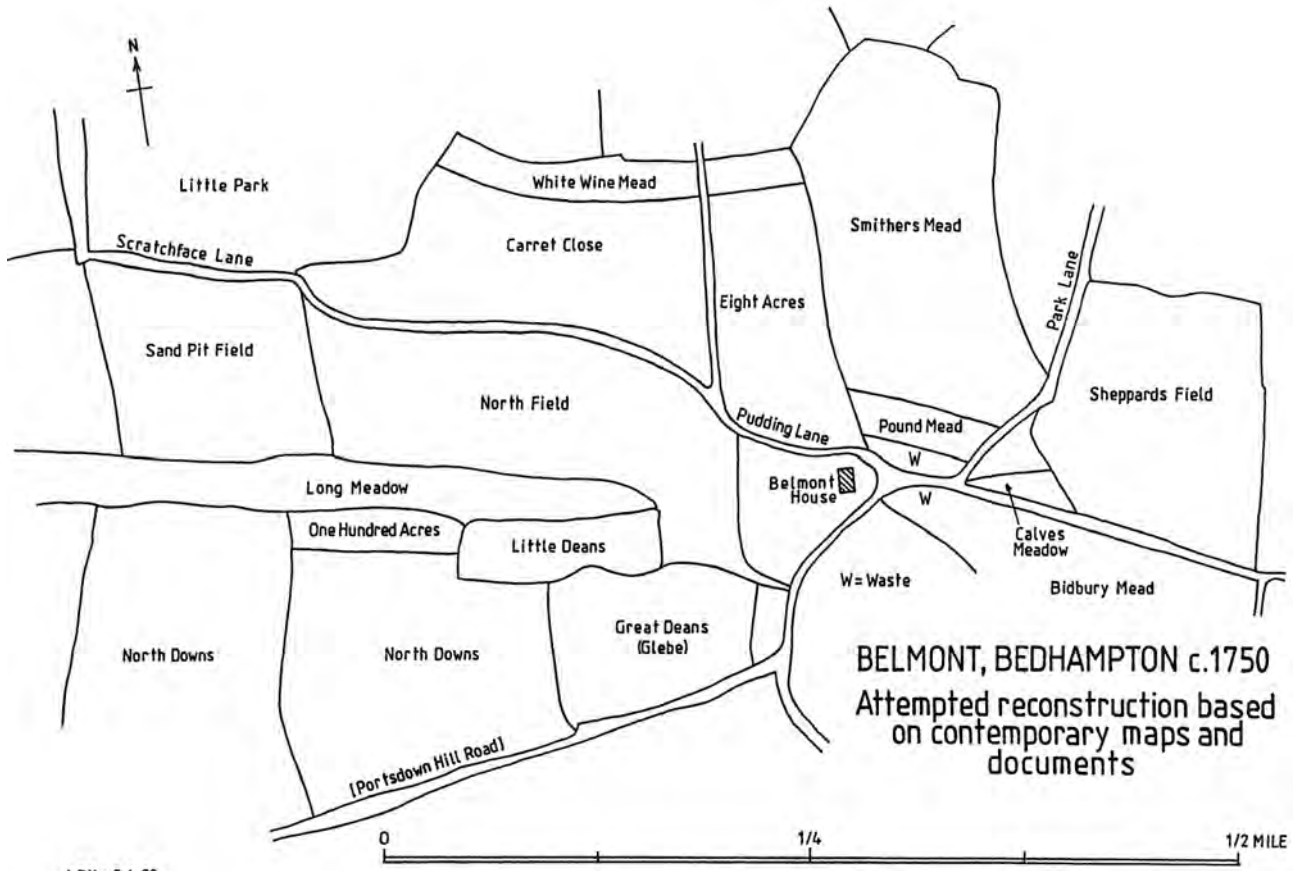 N
Little Park
White Wine Mead
Smithers Mead
Scratchface Lane
Carret Close
Park Lane
Eight Acres
Sand Pit Field
Sheppards Field
North Field
Pudding Lane
Pound Mead
W
Belmont
House
Long Meadow
W
One Hundred Acres
Little Deans
Calves
Meadow
W=Waste
Bidbury Mead
Great Deans
(Glebe)
North Downs
North Downs
BELMONT, BEDHAMPTON c.1750
Attempted reconstruction based
on contemporary maps and
documents
[Portsdown Hill Road]
0
1/4
1/2 MILE